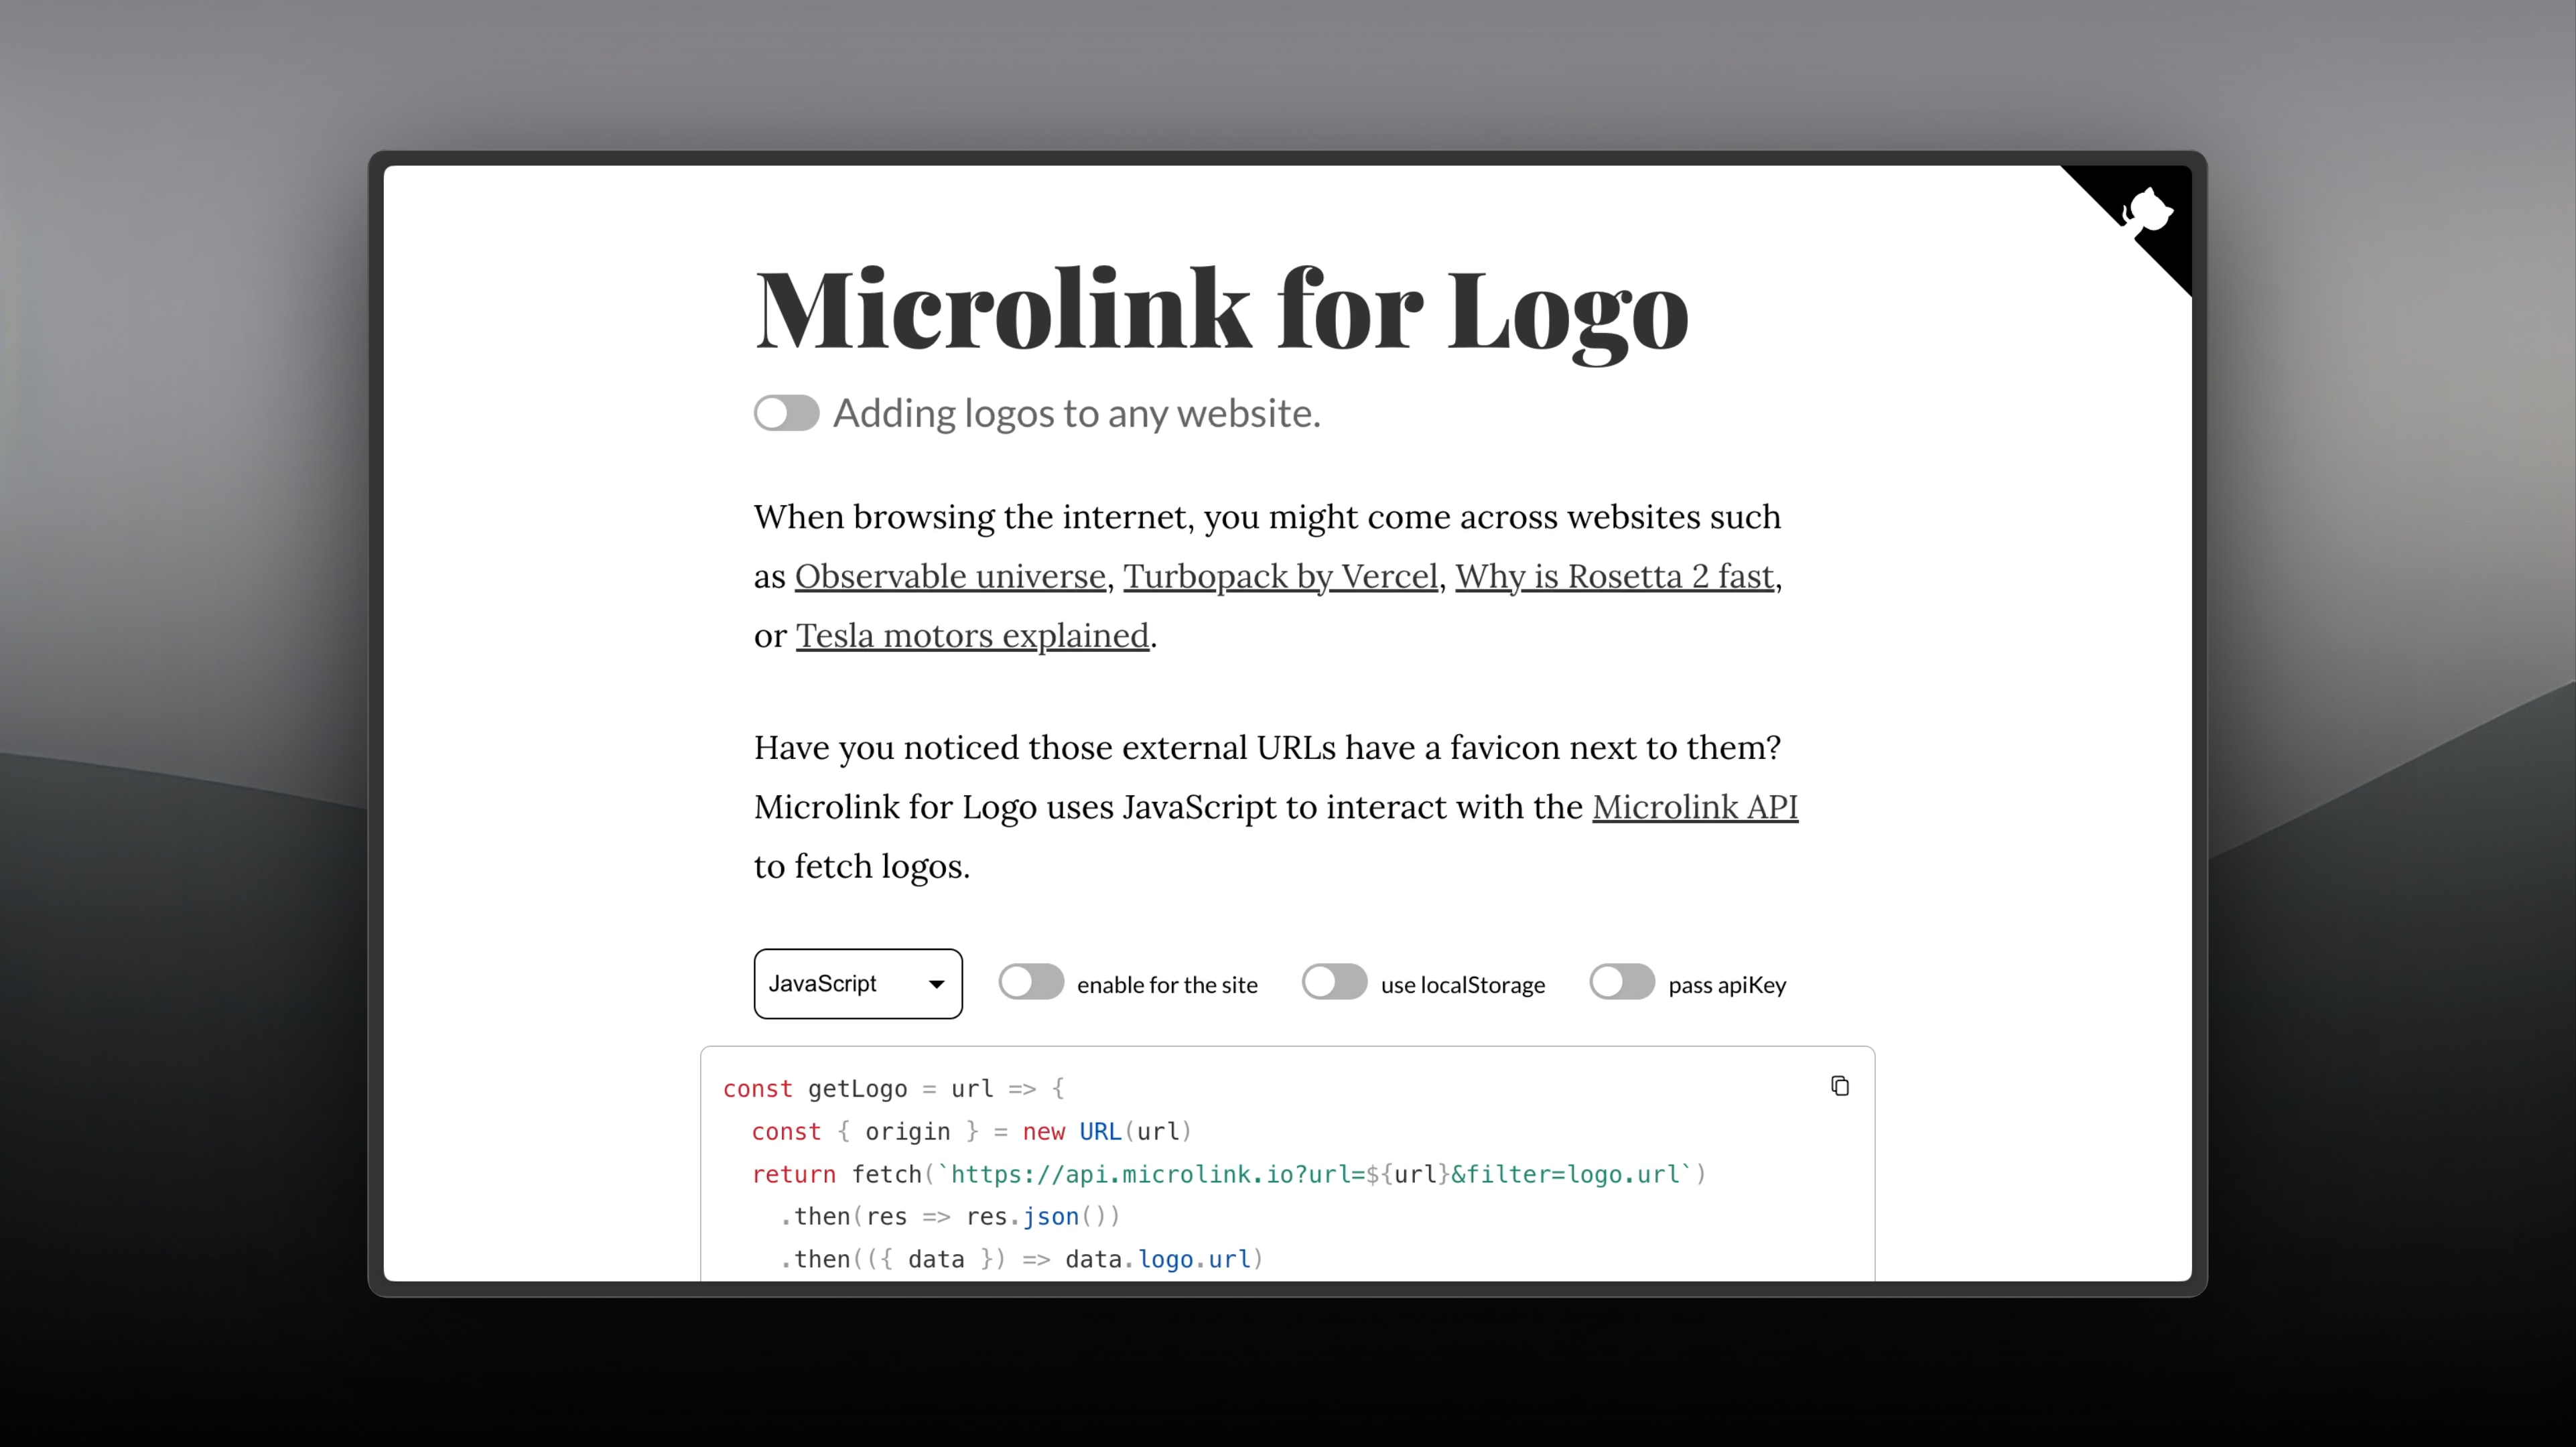 Microlink for Logo
Adding logos to any website.
When browsing the internet, you might come across websites such
as Observable universe, Turbopack by Vercel, Why is Rosetta 2 fast,
or Tesla motors explained.
Have you noticed those external URLs have a favicon next to them?
Microlink for Logo uses JavaScript to interact with the Microlink API
to fetch logos.
JavaScript enable for the site use localStorage pass apiKey
const getLogo = url => {
const { origin } = new URL(url)
return fetch(`https://api.microlink.io?url=${url}&filter=logo.url`)
.then(res => res.json())
.then(({ data }) => data.logo.url)